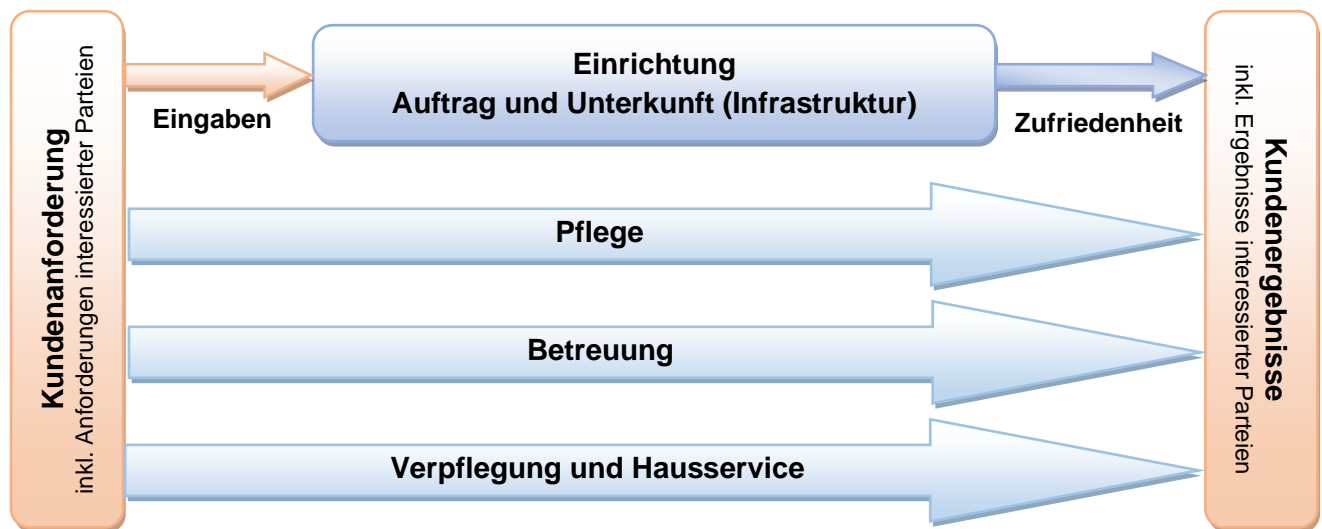 Kundenanforderung
inkl. Anforderungen interessierter Parteien
Eingaben
Einrichtung
Auftrag und Unterkunft (Infrastruktur)
Zufriedenheit
Pflege
Betreuung
Verpflegung und Hausservice
Kundenergebnisse
inkl. Ergebnisse interessierter Parteien